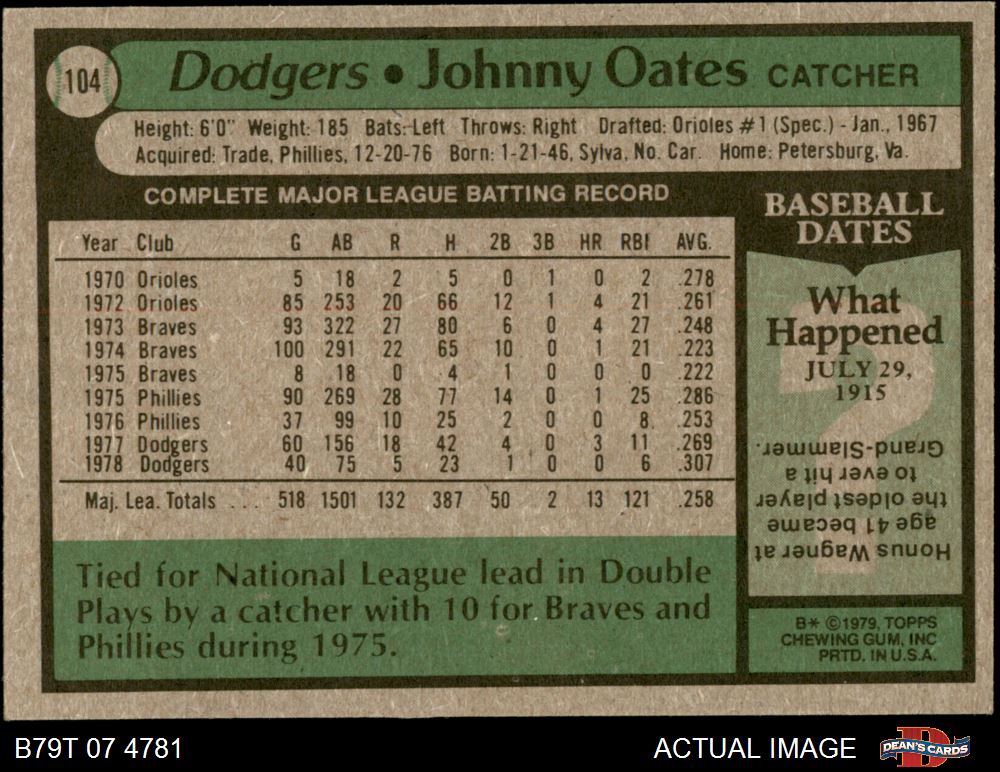 104
Dodgers • Johnny Oates CATCHER
Height: 6'0" Weight: 185 Bats: Left Throws: Right Drafted: Orioles #1 (Spec.) - Jan., 1967
Acquired: Trade, Phillies, 12-20-76 Born: 1-21-46, Sylva, No. Car. Home: Petersburg, Va.
COMPLETE MAJOR LEAGUE BATTING RECORD
Year Club G AB R H 2B 3B HR RBI AVG.
1970 Orioles 5 18 2 5 0 1 0 2 .278
1972 Orioles 85 253 20 66 12 1 4 21 .261
1973 Braves 93 322 27 80 6 0 4 27 .248
1974 Braves 100 291 22 65 10 0 1 21 .223
1975 Braves 8 18 0 4 1 0 0 0 .222
1975 Phillies 90 269 28 77 14 0 1 25 .286
1976 Phillies 37 99 10 25 2 0 0 8 .253
1977 Dodgers 60 156 18 42 4 0 3 11 .269
1978 Dodgers 40 75 5 23 1 0 0 6 .307
Maj. Lea. Totals ... 518 1501 132 387 50 2 13 121 .258
Tied for National League lead in Double
Plays by a catcher with 10 for Braves and
Phillies during 1975.
BASEBALL
DATES
What
Happened
JULY 29,
1915
Honus Wagner at
age 41 became
the oldest player
to ever hit a
Grand-Slammer.
B* ©1979, TOPPS
CHEWING GUM, INC
PRTD. IN U.S.A.
B79T 07 4781
ACTUAL IMAGE
DEAN'S CARDS